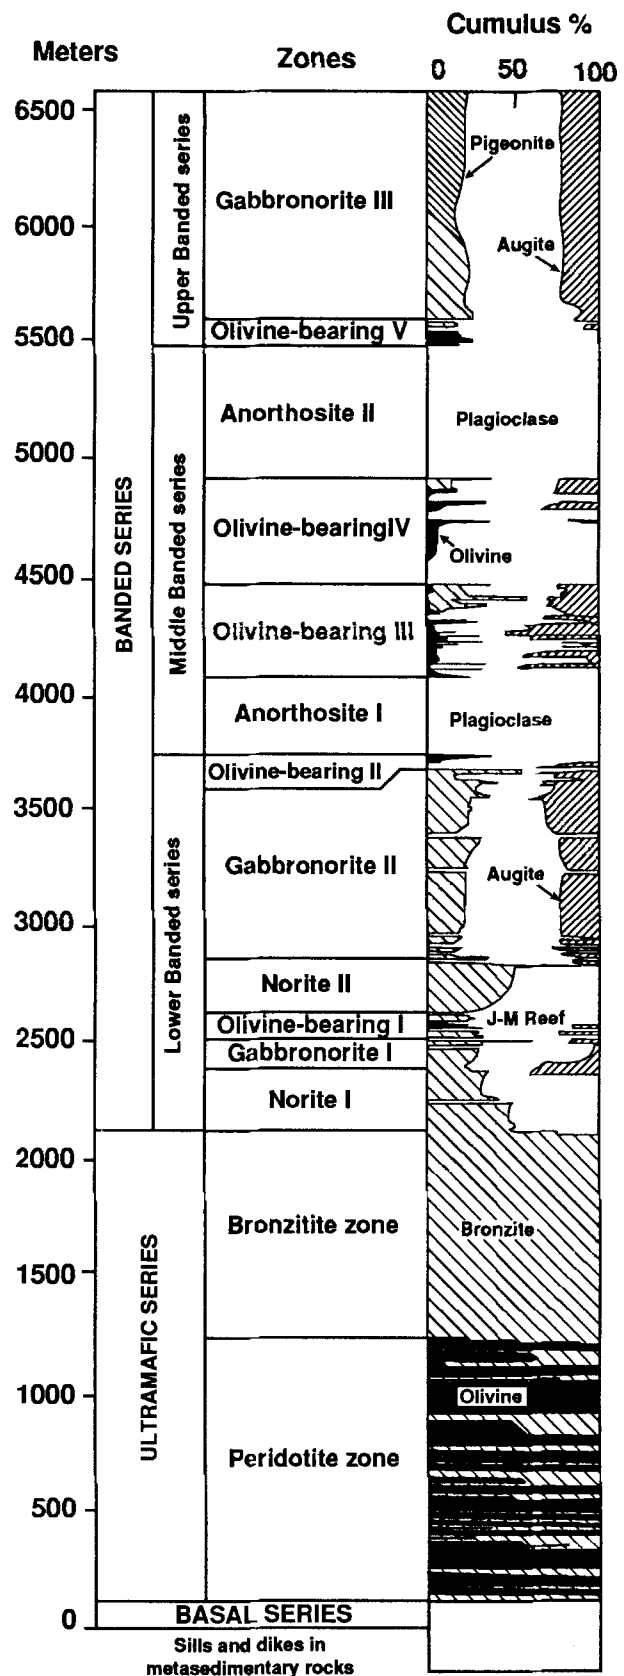 Cumulus %
Meters
Zones
0 50 100
6500
Pigeonite
Gabbronorite III
6000
Augite
Upper Banded series
5500
Olivine-bearing V
Anorthosite II
Plagioclase
5000
BANDED SERIES
Middle Banded series
Olivine-bearingIV
Olivine
4500
Olivine-bearing III
4000
Anorthosite I
Plagioclase
Olivine-bearing II
3500
Lower Banded series
Gabbronorite II
Augite
3000
Norite II
J-M Reef
2500
Olivine-bearing I
Gabbronorite I
Norite I
2000
Bronzitite zone
Bronzite
1500
ULTRAMAFIC SERIES
1000
Olivine
Peridotite zone
500
0
BASAL SERIES
Sills and dikes in
metasedimentary rocks